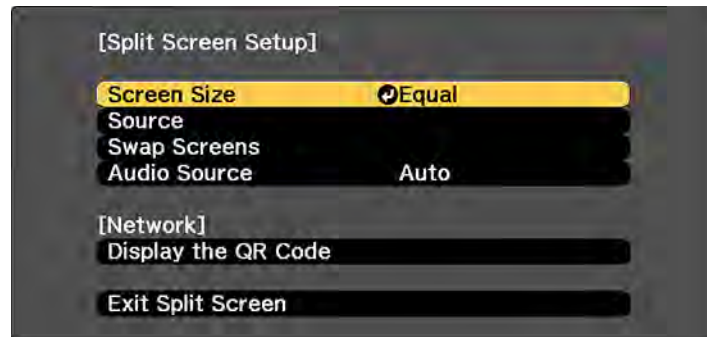 [Split Screen Setup]
Screen Size Equal
Source
Swap Screens
Audio Source Auto
[Network]
Display the QR Code
Exit Split Screen